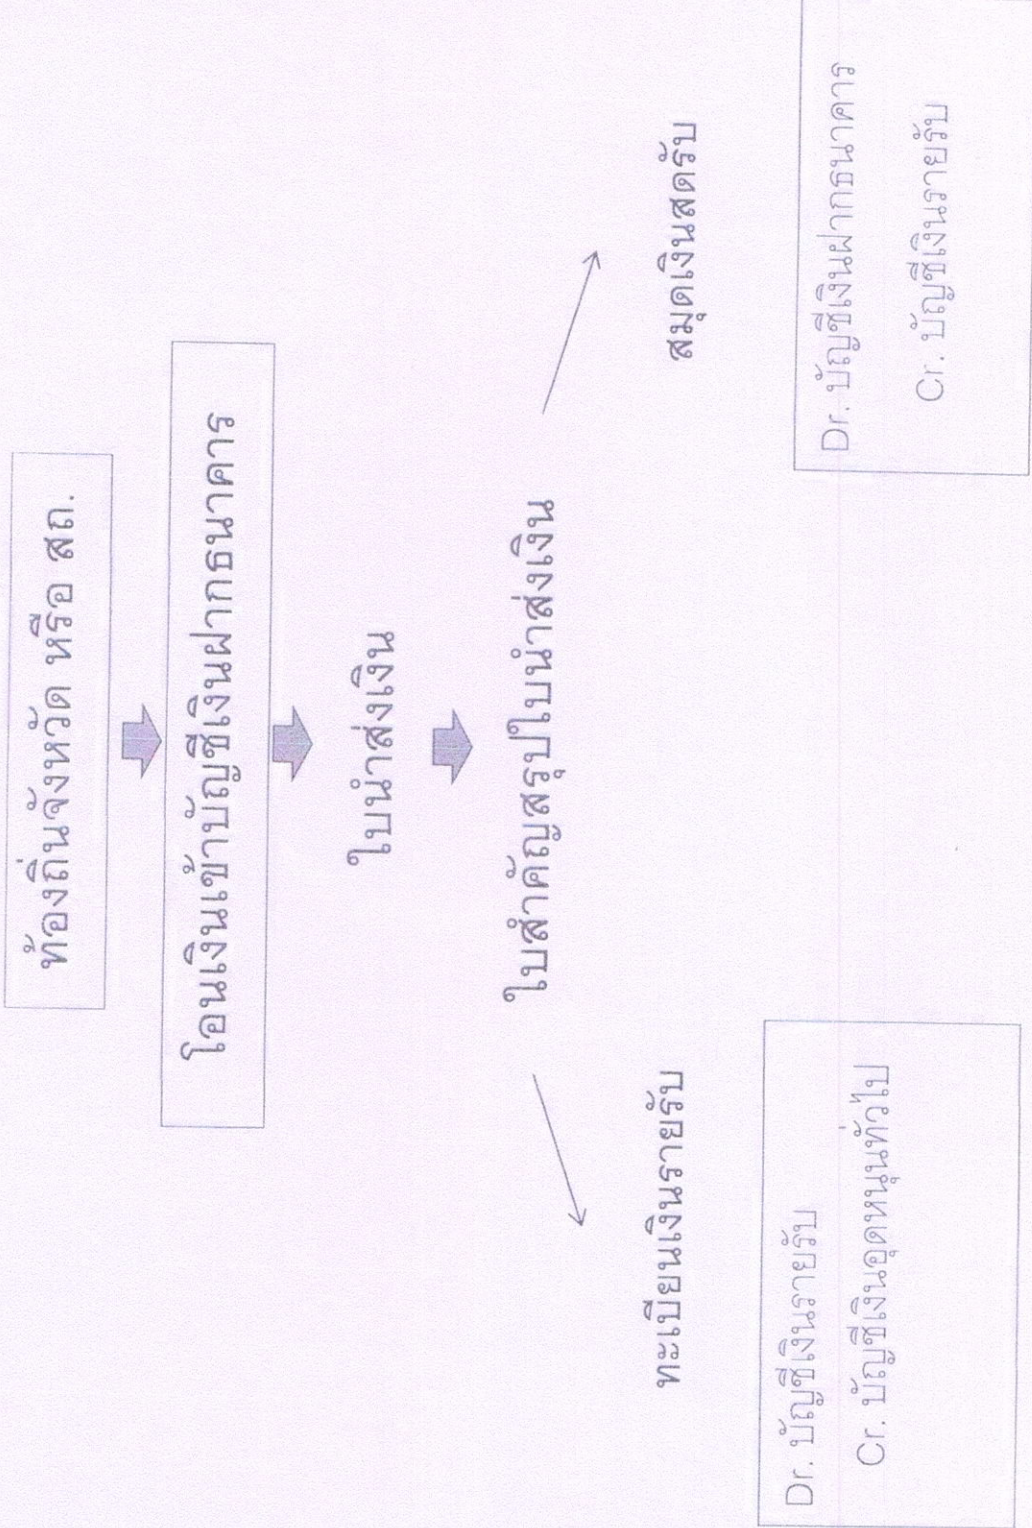 ท้องถิ่นจังหวัด หรือ สถ.
โอนเงินเข้าบัญชีเงินฝากธนาคาร
ใบนำส่งเงิน
ใบสำคัญสรุปใบนำส่งเงิน
ทะเบียนเงินรายรับ
Dr. บัญชีเงินรายรับ
Cr. บัญชีเงินอุดหนุนทั่วไป
สมุดเงินสดรับ
Dr. บัญชีเงินฝากธนาคาร
Cr. บัญชีเงินรายรับ